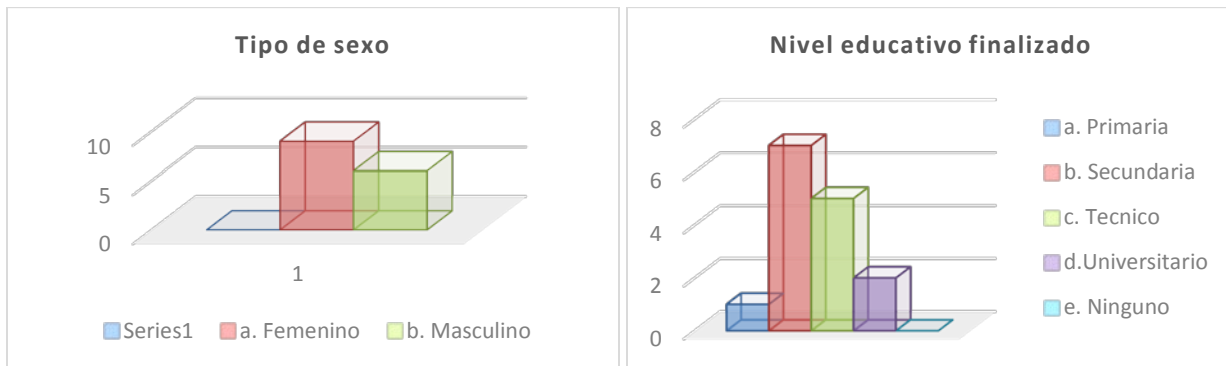 Tipo de sexo
10
5
0
1
Series1 a. Femenino b. Masculino
Nivel educativo finalizado
8
6
4
2
0
a. Primaria
b. Secundaria
c. Tecnico
d.Universitario
e. Ninguno